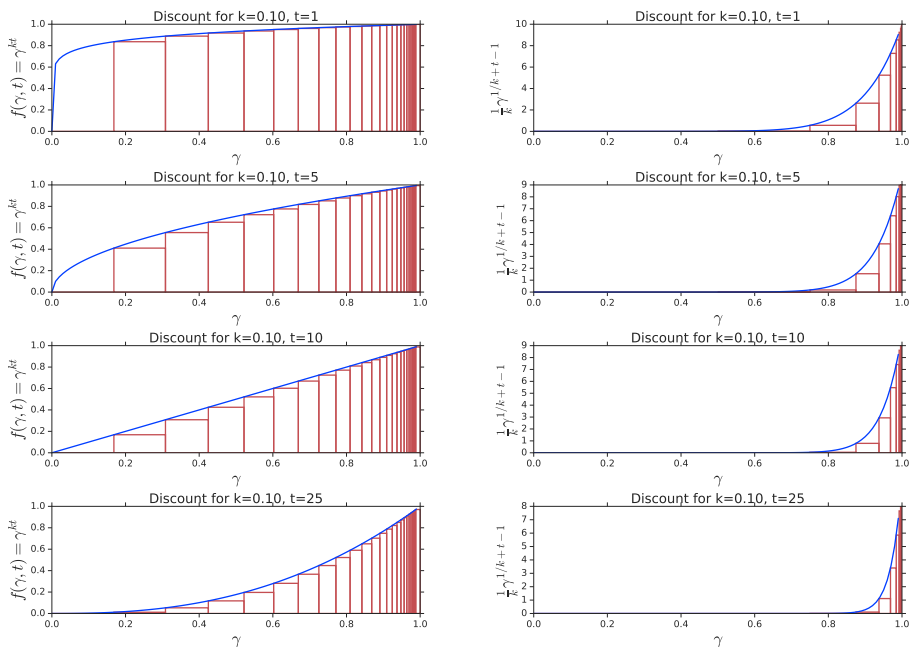 Discount for k=0.10, t=1
f(γ, t) = γ^{kt}
1.0
0.8
0.6
0.4
0.2
0.0
0.0 0.2 0.4 0.6 0.8 1.0
γ
Discount for k=0.10, t=1
\frac{1}{k}γ^{1/k+t−1}
10
8
6
4
2
0
0.0 0.2 0.4 0.6 0.8 1.0
γ
Discount for k=0.10, t=5
f(γ, t) = γ^{kt}
1.0
0.8
0.6
0.4
0.2
0.0
0.0 0.2 0.4 0.6 0.8 1.0
γ
Discount for k=0.10, t=5
\frac{1}{k}γ^{1/k+t−1}
9
8
7
6
5
4
3
2
1
0
0.0 0.2 0.4 0.6 0.8 1.0
γ
Discount for k=0.10, t=10
f(γ, t) = γ^{kt}
1.0
0.8
0.6
0.4
0.2
0.0
0.0 0.2 0.4 0.6 0.8 1.0
γ
Discount for k=0.10, t=10
\frac{1}{k}γ^{1/k+t−1}
9
8
7
6
5
4
3
2
1
0
0.0 0.2 0.4 0.6 0.8 1.0
γ
Discount for k=0.10, t=25
f(γ, t) = γ^{kt}
1.0
0.8
0.6
0.4
0.2
0.0
0.0 0.2 0.4 0.6 0.8 1.0
γ
Discount for k=0.10, t=25
\frac{1}{k}γ^{1/k+t−1}
8
7
6
5
4
3
2
1
0
0.0 0.2 0.4 0.6 0.8 1.0
γ